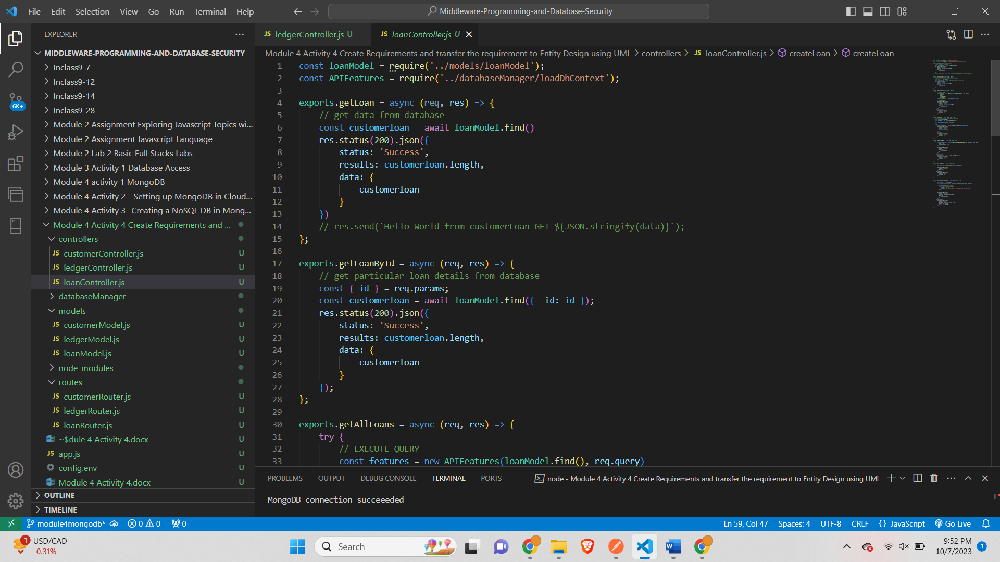 File Edit Selection View Go Run Terminal Help
Middleware-Programming-and-Database-Security
EXPLORER
MIDDLEWARE-PROGRAMMING-AND-DATABASE-SECURITY
Inclass9-7
Inclass9-12
Inclass9-14
6K+
Inclass9-28
Module 2 Assignment Exploring Javascript Topics wi...
Module 2 Assignment Javascript Language
Module 2 Lab 2 Basic Full Stacks Labs
Module 3 Activity 1 Database Access
Module 4 activity 1 MongoDB
Module 4 Activity 2 - Setting up MongoDB in Cloud...
Module 4 Activity 3- Creating a NoSQL DB in Mong...
Module 4 Activity 4 Create Requirements and ...
controllers
JS customerController.js U
JS ledgerController.js U
JS loanController.js U
databaseManager
models
JS customerModel.js U
JS ledgerModel.js U
JS loanModel.js U
node_modules
routes
JS customerRouter.js U
JS ledgerRouter.js U
JS loanRouter.js U
~$dule 4 Activity 4.docx U
JS app.js U
config.env U
Module 4 Activity 4.docx U
OUTLINE
TIMELINE
JS ledgerController.js U
JS loanController.js U
Module 4 Activity 4 Create Requirements and transfer the requirement to Entity Design using UML > controllers > JS loanController.js > createLoan > createLoan
1 const loanModel = require('../models/loanModel');
2 const APIFeatures = require('../databaseManager/loadDbContext');
3
4 exports.getLoan = async (req, res) => {
5 // get data from database
6 const customerloan = await loanModel.find()
7 res.status(200).json({
8 status: 'Success',
9 results: customerloan.length,
10 data: {
11 customerloan
12 }
13 })
14 // res.send(`Hello World from customerLoan GET ${JSON.stringify(data)}`);
15 };
16
17 exports.getLoanById = async (req, res) => {
18 // get particular loan details from database
19 const { id } = req.params;
20 const customerloan = await loanModel.find({ _id: id });
21 res.status(200).json({
22 status: 'Success',
23 results: customerloan.length,
24 data: {
25 customerloan
26 }
27 });
28 };
29
30 exports.getAllLoans = async (req, res) => {
31 try {
32 // EXECUTE QUERY
33 const features = new APIFeatures(loanModel.find(), req.query)
PROBLEMS OUTPUT DEBUG CONSOLE TERMINAL PORTS
node - Module 4 Activity 4 Create Requirements and transfer the requirement to Entity Design using UML
MongoDB connection succeeeded
module4mongodb* 0 0 0
Ln 59, Col 47 Spaces: 4 UTF-8 CRLF {} JavaScript Go Live
1 USD/CAD
-0.31%
Search
9:52 PM
10/7/2023
1